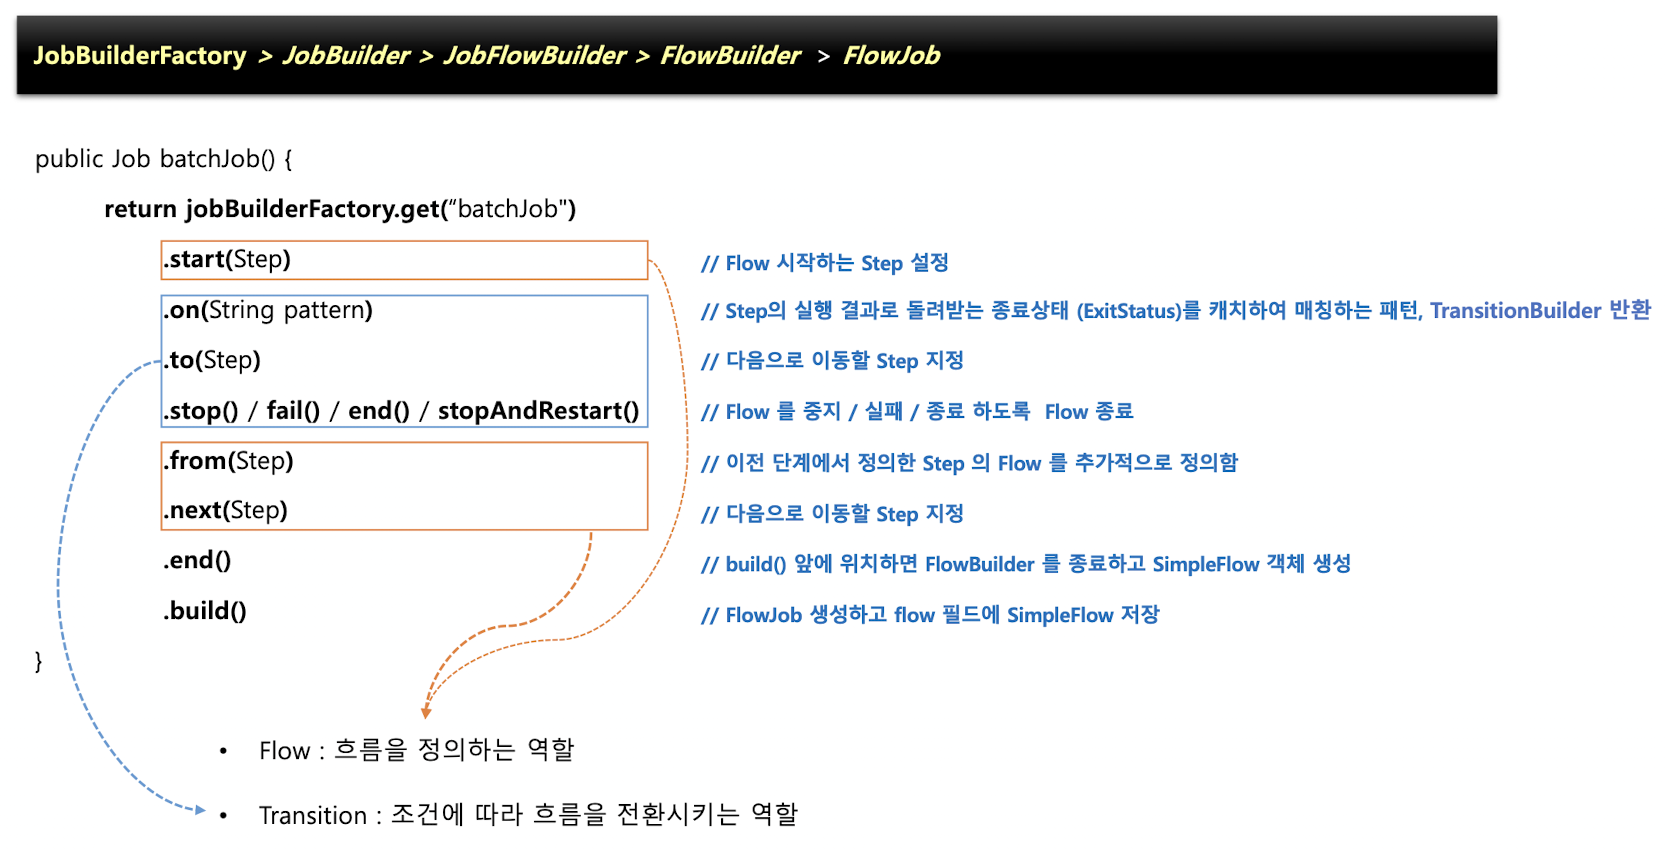 JobBuilderFactory > JobBuilder > JobFlowBuilder > FlowBuilder > FlowJob
public Job batchJob() {
return jobBuilderFactory.get(“batchJob")
.start(Step) // Flow 시작하는 Step 설정
.on(String pattern) // Step의 실행 결과로 돌려받는 종료상태 (ExitStatus)를 캐치하여 매칭하는 패턴, TransitionBuilder 반환
.to(Step) // 다음으로 이동할 Step 지정
.stop() / fail() / end() / stopAndRestart() // Flow 를 중지 / 실패 / 종료 하도록 Flow 종료
.from(Step) // 이전 단계에서 정의한 Step 의 Flow 를 추가적으로 정의함
.next(Step) // 다음으로 이동할 Step 지정
.end() // build() 앞에 위치하면 FlowBuilder 를 종료하고 SimpleFlow 객체 생성
.build() // FlowJob 생성하고 flow 필드에 SimpleFlow 저장
}
• Flow : 흐름을 정의하는 역할
• Transition : 조건에 따라 흐름을 전환시키는 역할